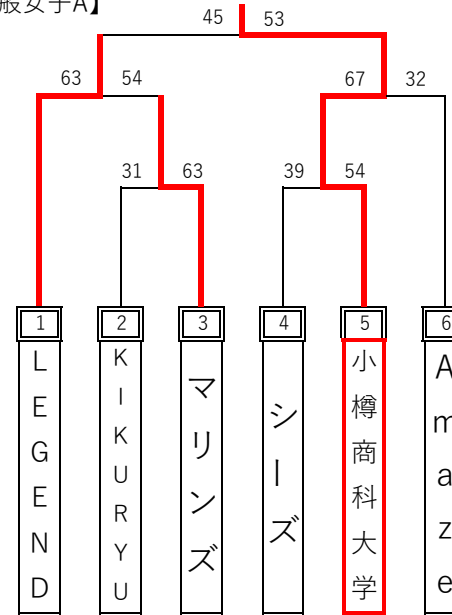 般女子A】
45 53
63 54 67 32
31 63 39 54
1 2 3 4 5 6
LEGEND
KIKURYU
マリンズ
シーズ
小樽商科大学
Amaze